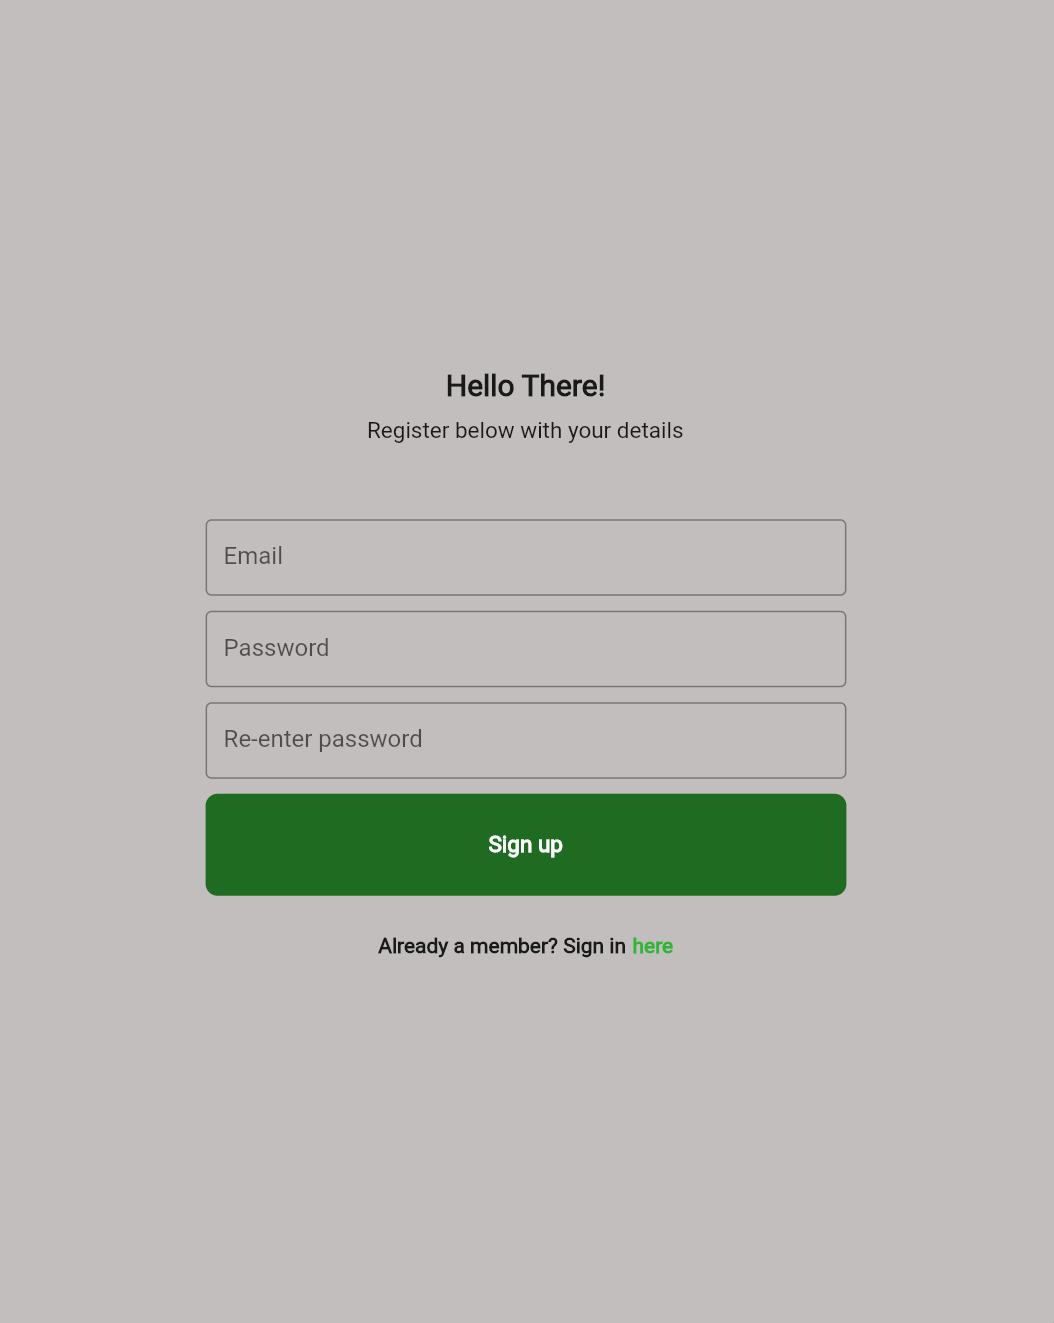 Hello There!
Register below with your details
Email
Password
Re-enter password
Sign up
Already a member? Sign in here